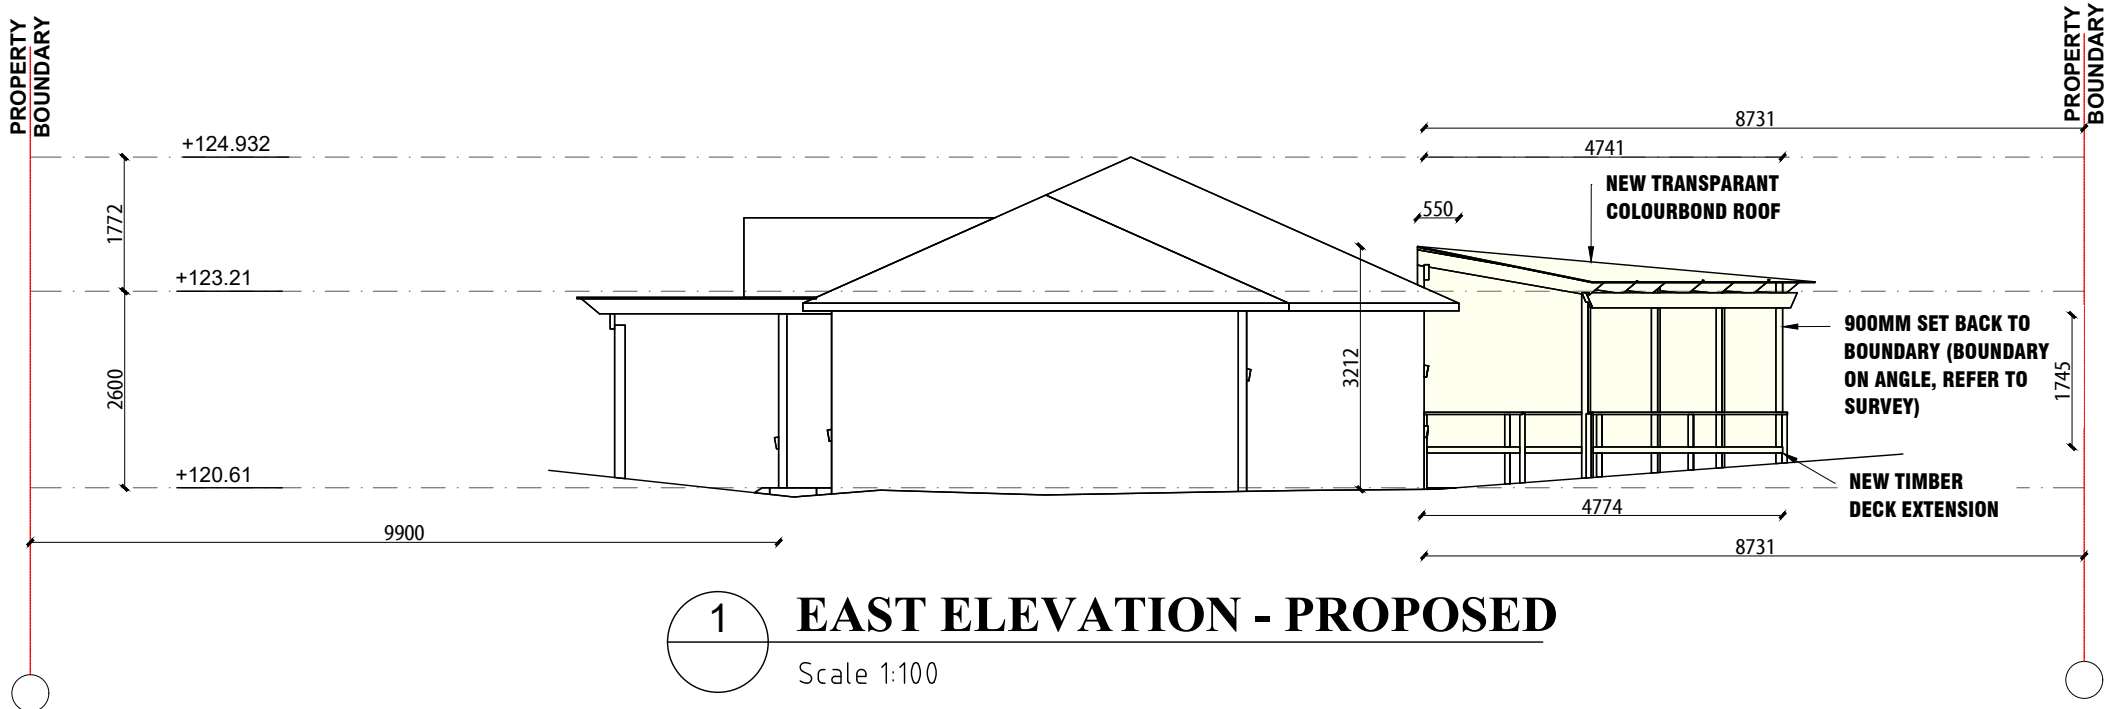 PROPERTY
BOUNDARY
PROPERTY
BOUNDARY
8731
+124.932
4741
NEW TRANSPARANT
COLOURBOND ROOF
550
1772
+123.21
900MM SET BACK TO
BOUNDARY (BOUNDARY
ON ANGLE, REFER TO
SURVEY)
3212
1745
2600
+120.61
NEW TIMBER
DECK EXTENSION
4774
9900
8731
1
EAST ELEVATION - PROPOSED
Scale 1:100